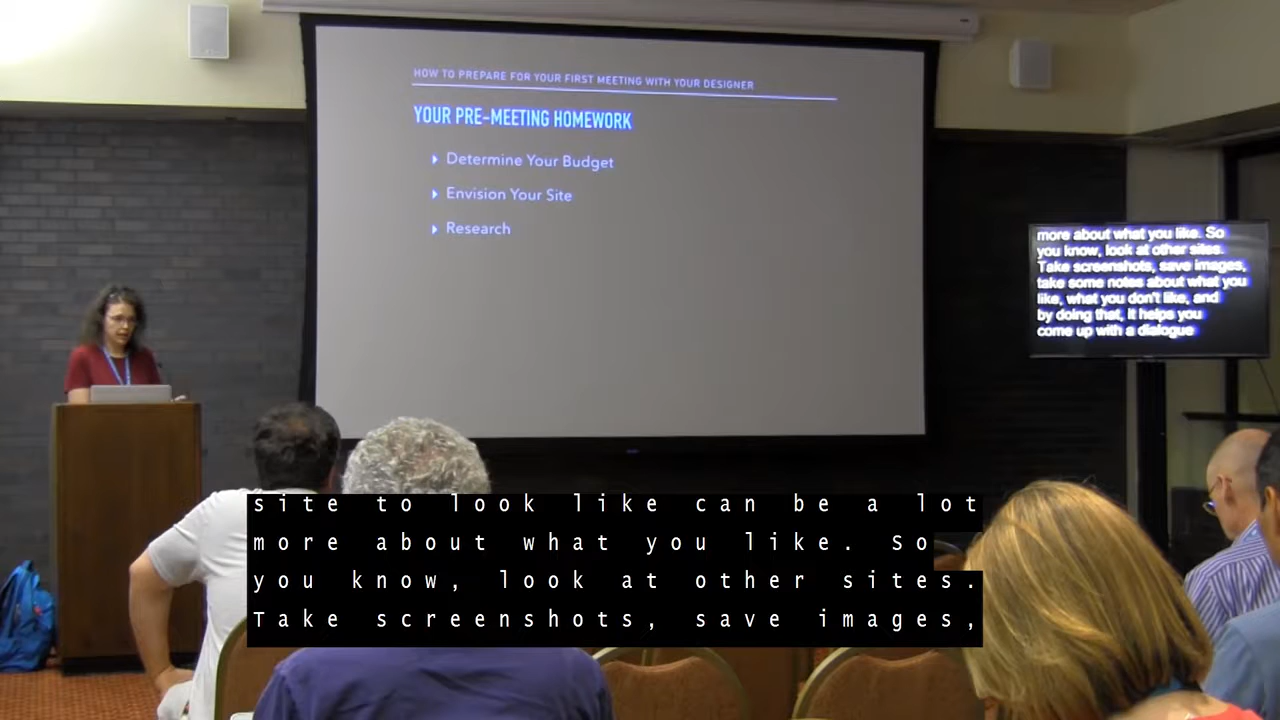 HOW TO PREPARE FOR YOUR FIRST MEETING WITH YOUR DESIGNER
YOUR PRE-MEETING HOMEWORK
Determine Your Budget
Envision Your Site
Research
more about what you like. So
you know, look at other sites.
Take screenshots, save images,
take some notes about what you
like, what you don't like, and
by doing that, it helps you
come up with a dialogue
site to look like can be a lot
more about what you like. So
you know, look at other sites.
Take screenshots, save images,